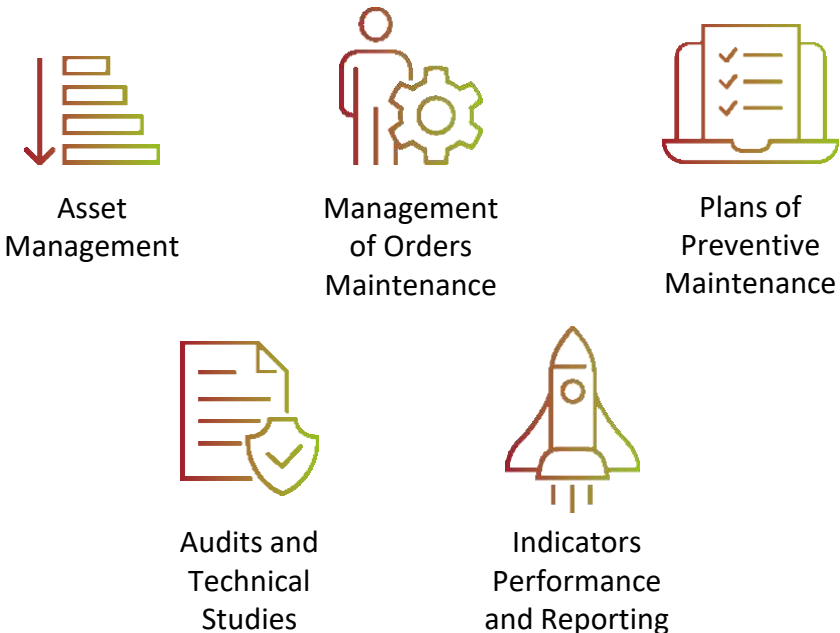 Asset
Management
Management
of Orders
Maintenance
Plans of
Preventive
Maintenance
Audits and
Technical
Studies
Indicators
Performance
and Reporting